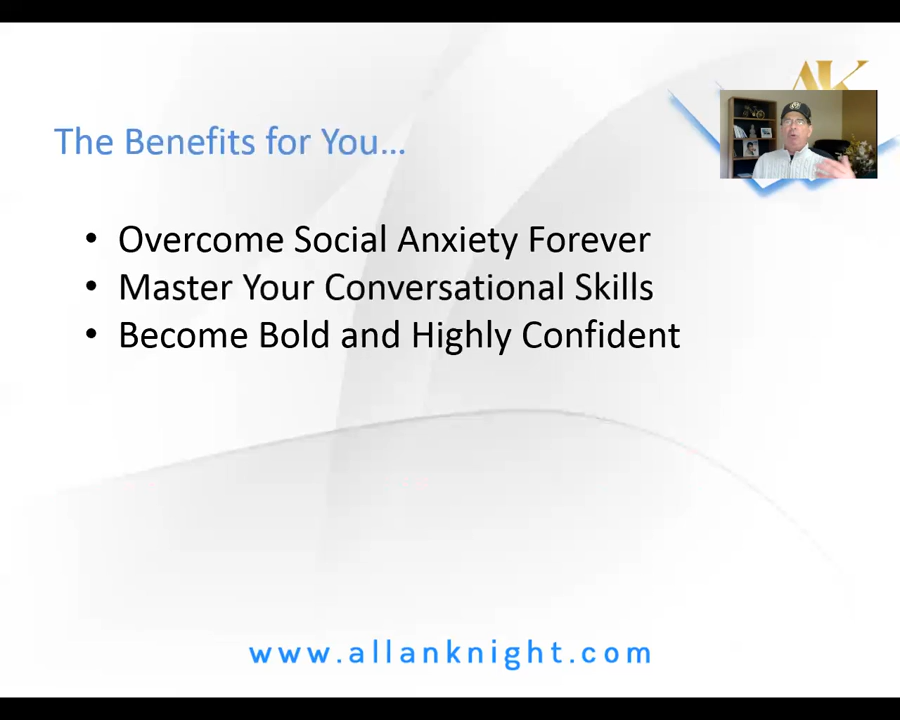 AK
The Benefits for You...
• Overcome Social Anxiety Forever
• Master Your Conversational Skills
• Become Bold and Highly Confident
www.allanknight.com